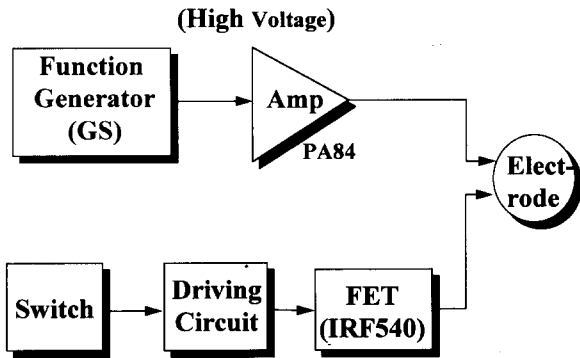 (High Voltage)
Function
Generator
(GS)
Amp
PA84
Elect-
rode
Switch
Driving
Circuit
FET
(IRF540)